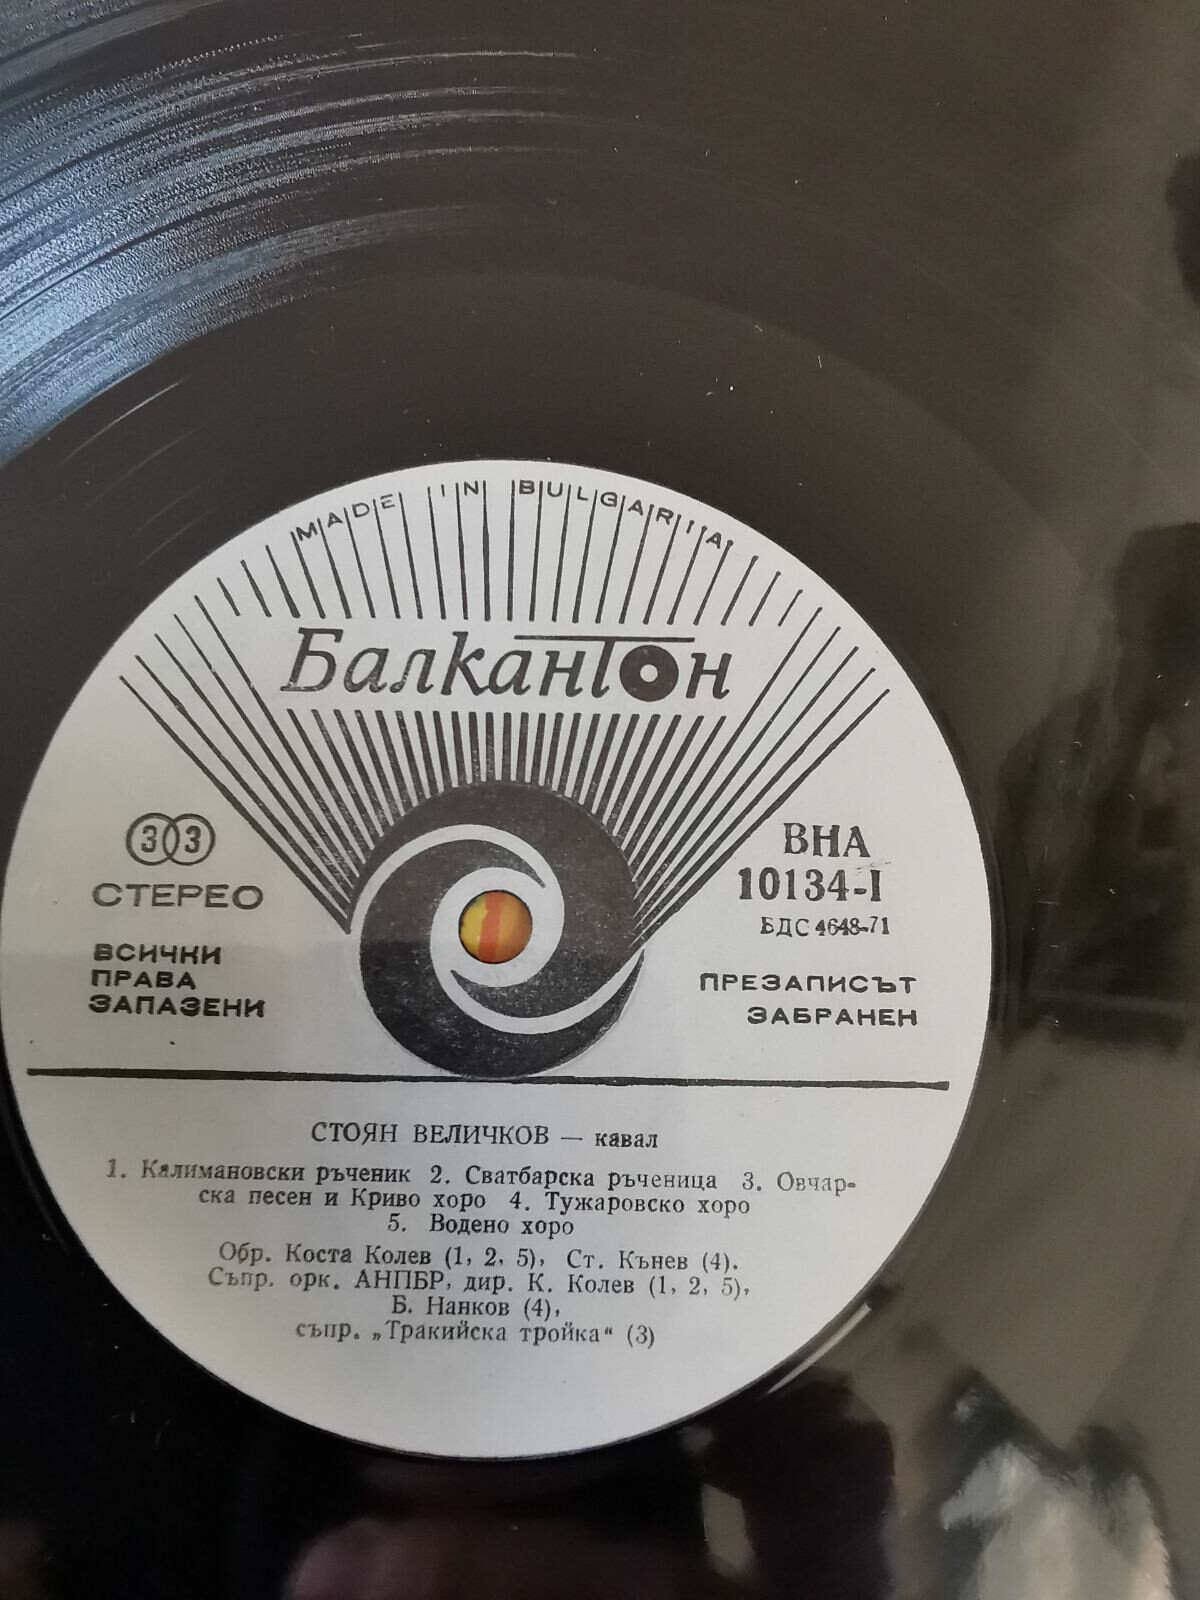 MADE IN BULGARIA
Балкантон
33
СТЕРЕО
ВСИЧКИ
ПРАВА
ЗАПАЗЕНИ
ВНА
10134-I
БДС 4648-71
ПРЕЗАПИСЪТ
ЗАБРАНЕН
СТОЯН ВЕЛИЧКОВ — кавал
1. Калимановски ръченик 2. Сватбарска ръченица 3. Овчар-
ска песен и Криво хоро 4. Тужаровско хоро
5. Водено хоро
Обр. Коста Колев (1, 2, 5), Ст. Кънев (4).
Съпр. орк. АНПБР, дир. К. Колев (1, 2, 5),
Б. Нанков (4),
съпр. „Тракийска тройка“ (3)